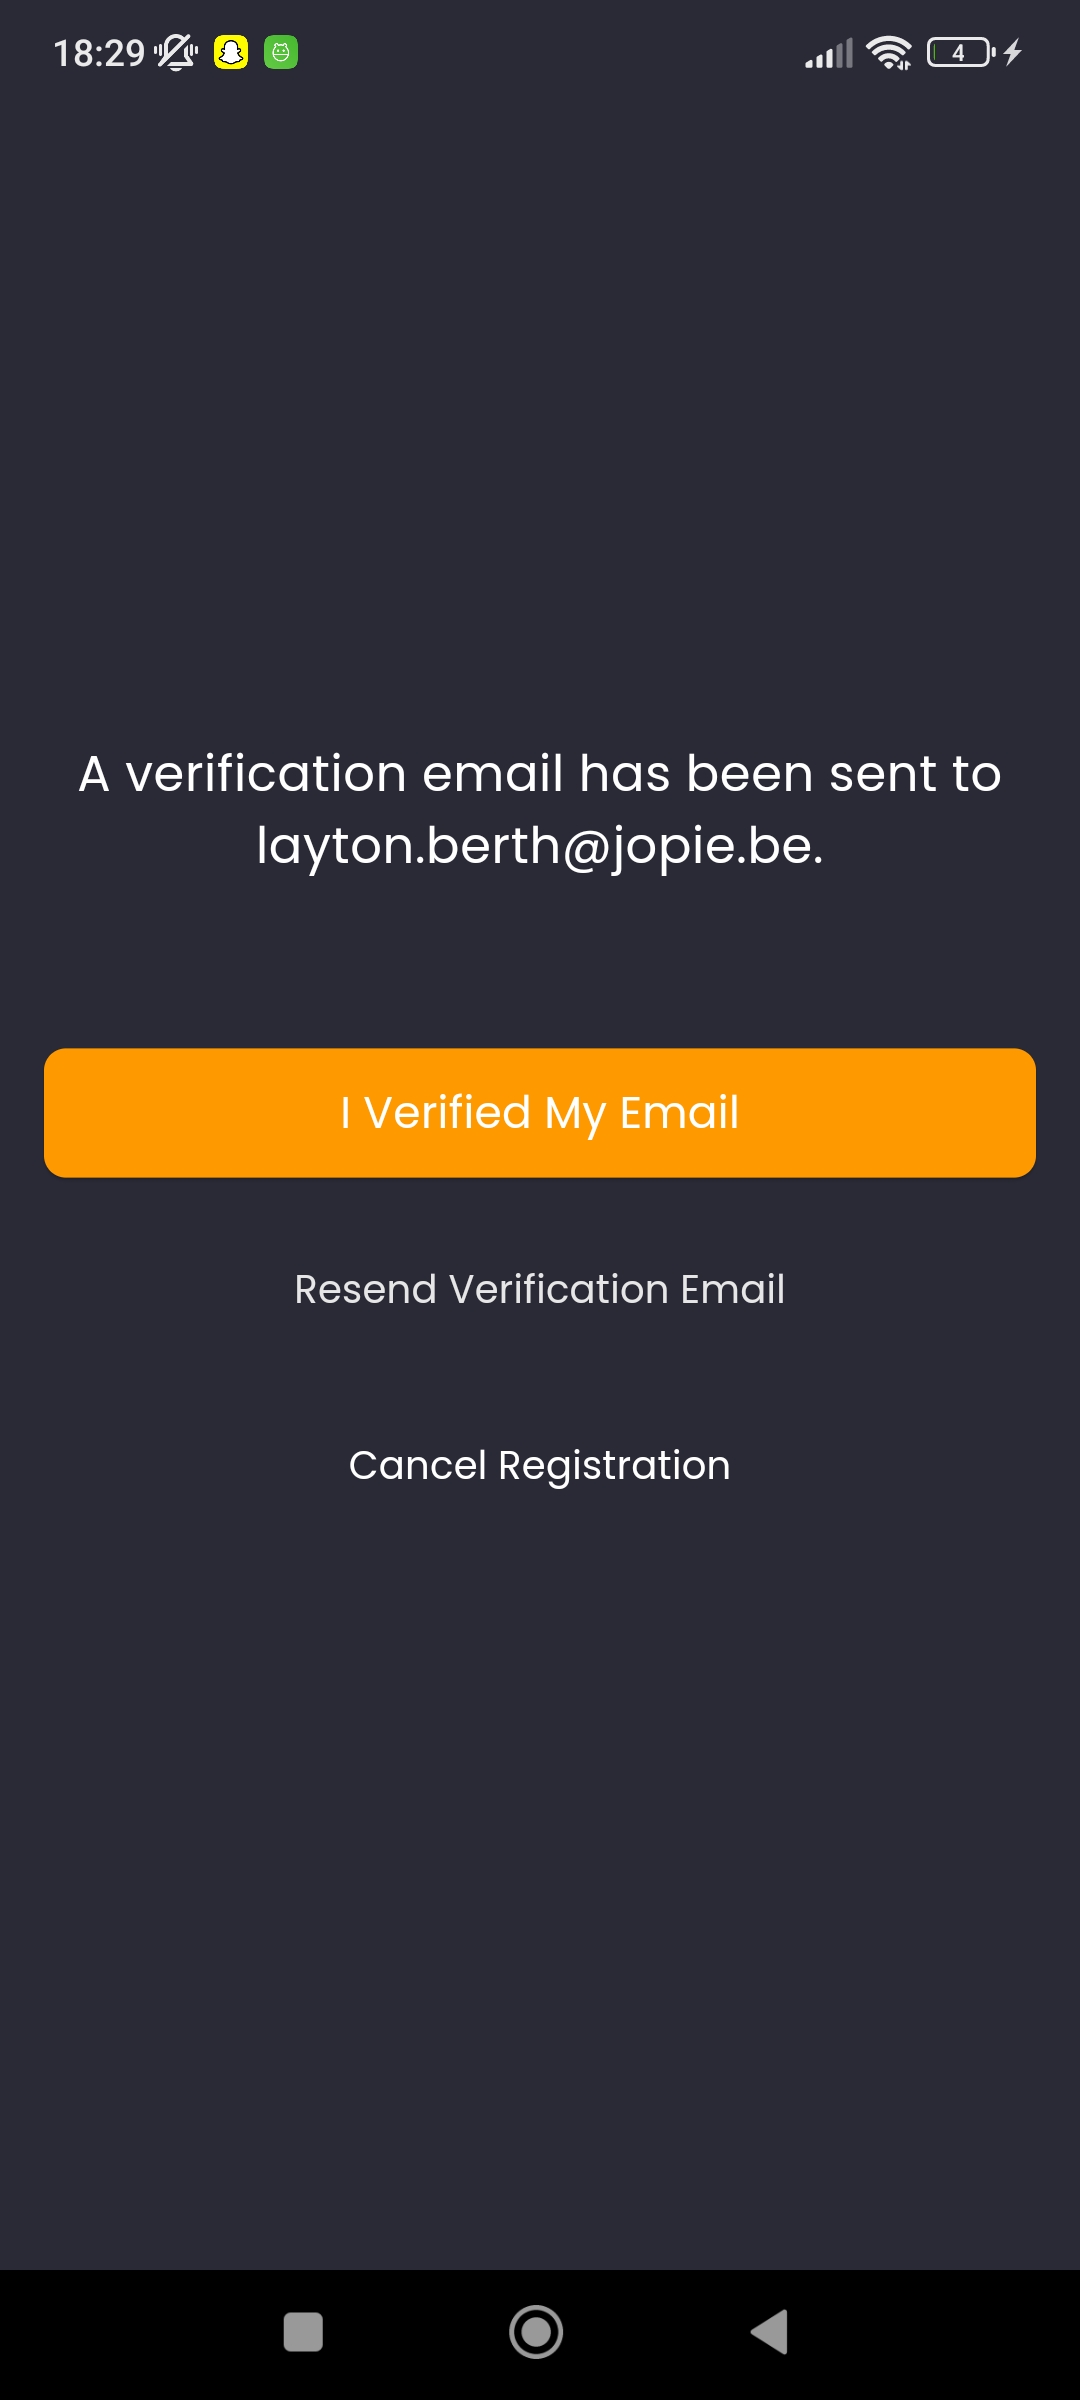 18:29
4
A verification email has been sent to
layton.berth@jopie.be.
I Verified My Email
Resend Verification Email
Cancel Registration